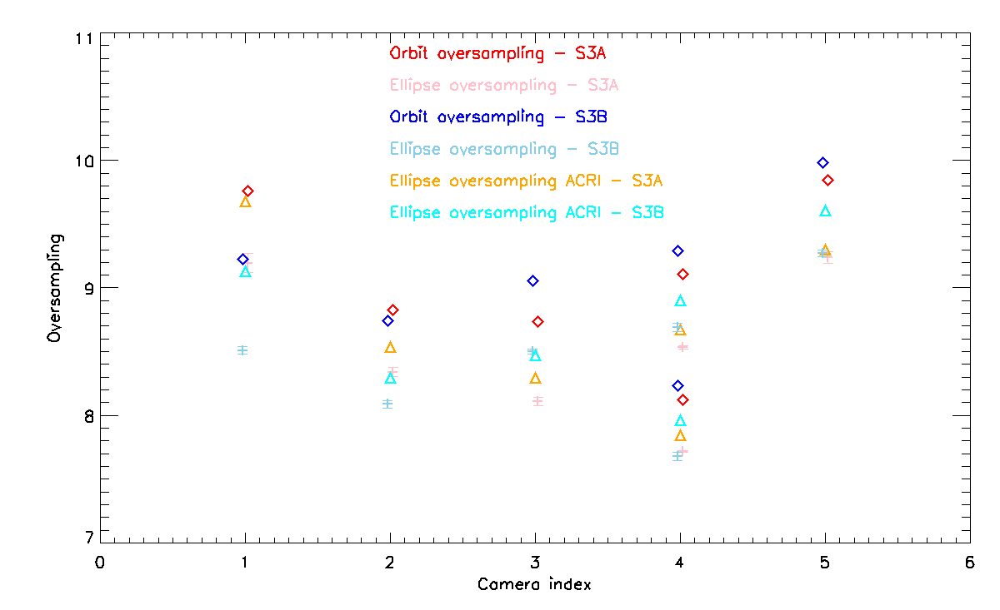 11
Orbit oversampling - S3A
Ellipse oversampling - S3A
Orbit oversampling - S3B
Ellipse oversampling - S3B
10
Ellipse oversampling ACRI - S3A
Ellipse oversampling ACRI - S3B
Oversampling
9
8
7
0 1 2 3 4 5 6
Camera index